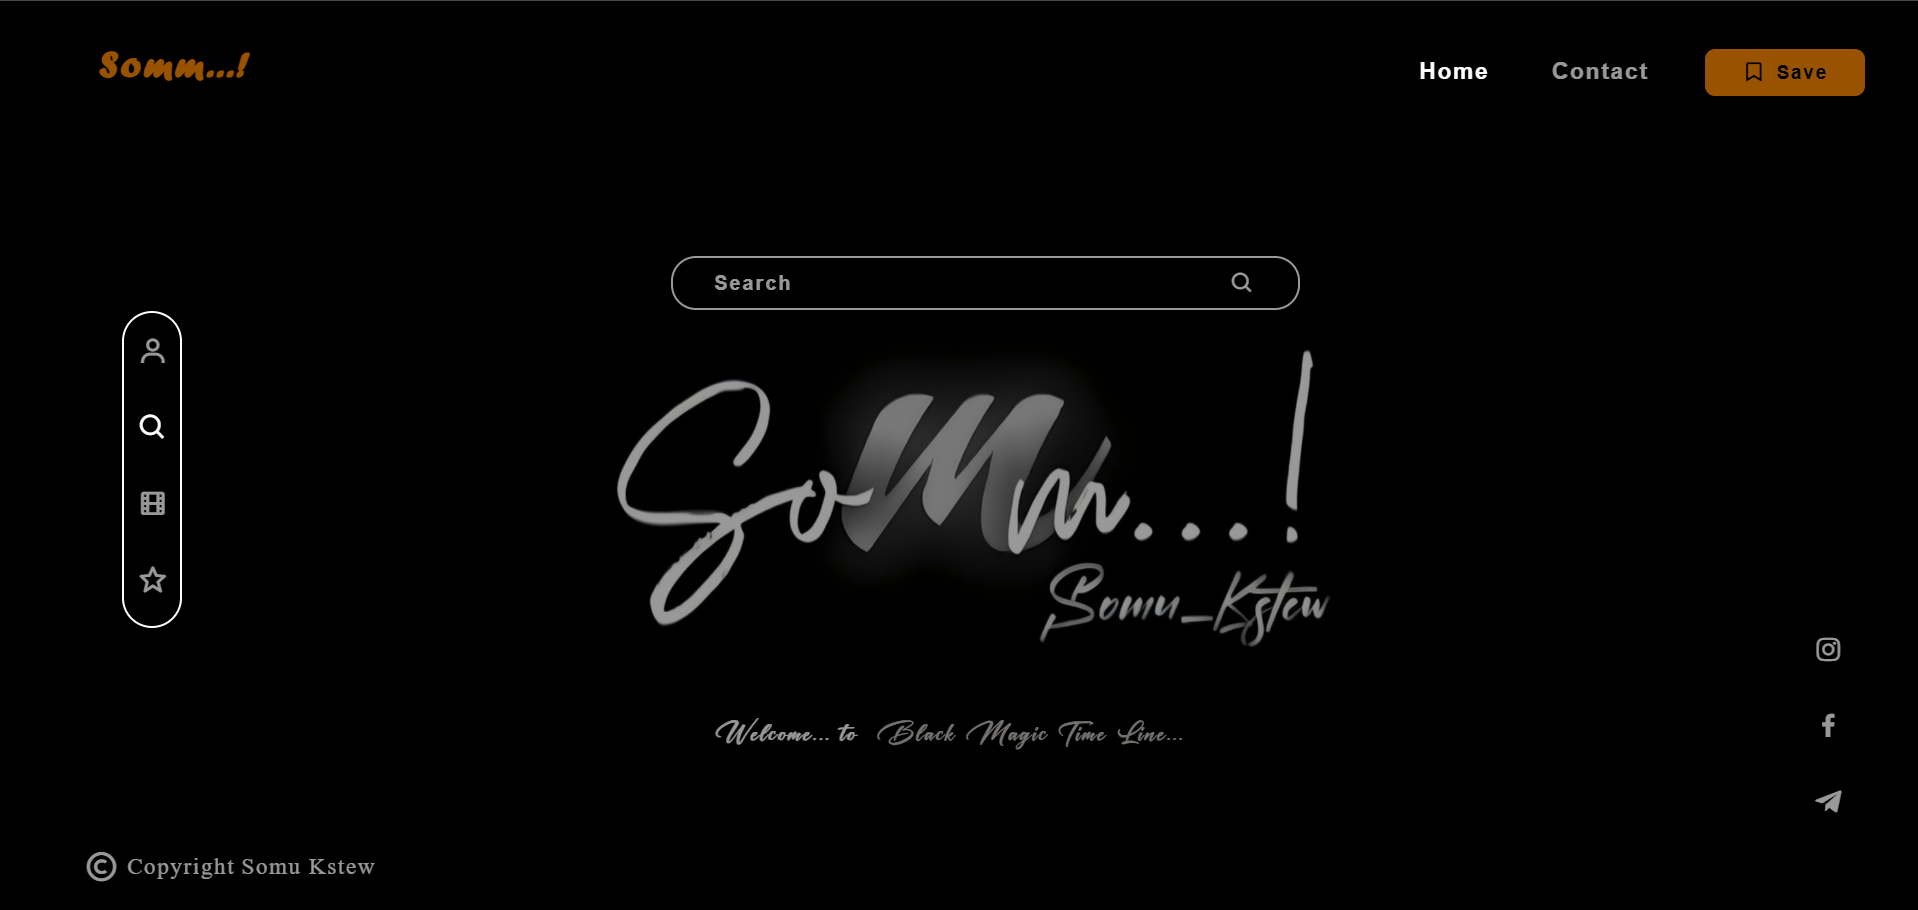 Somm...!
Home
Contact
Save
Search
SoMm...!
Somu_Kstew
Welcome... to Black Magic Time Line...
© Copyright Somu Kstew